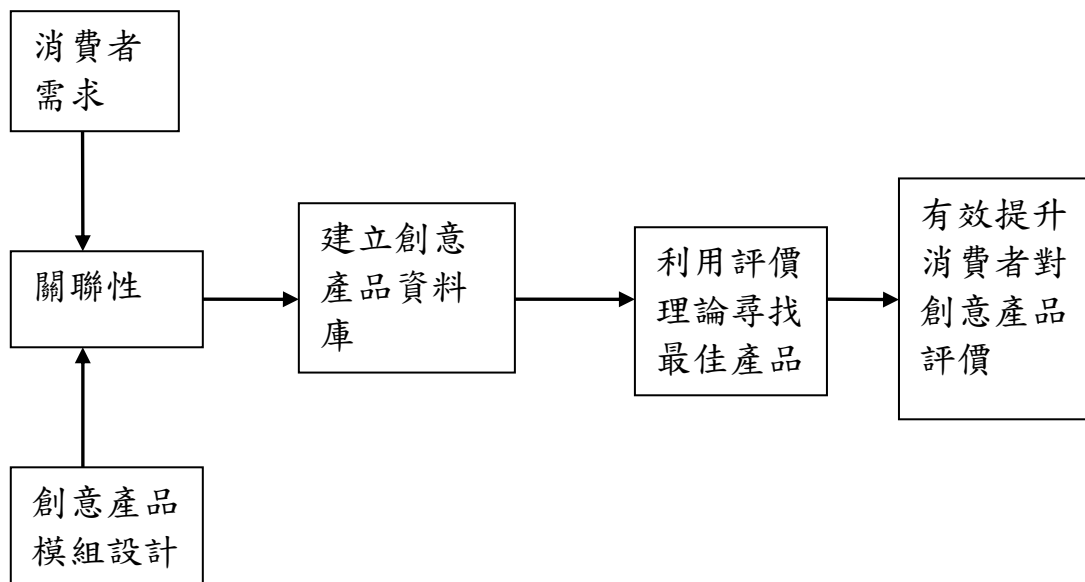 消費者
需求
關聯性
創意產品
模組設計
建立創意
產品資料
庫
利用評價
理論尋找
最佳產品
有效提升
消費者對
創意產品
評價